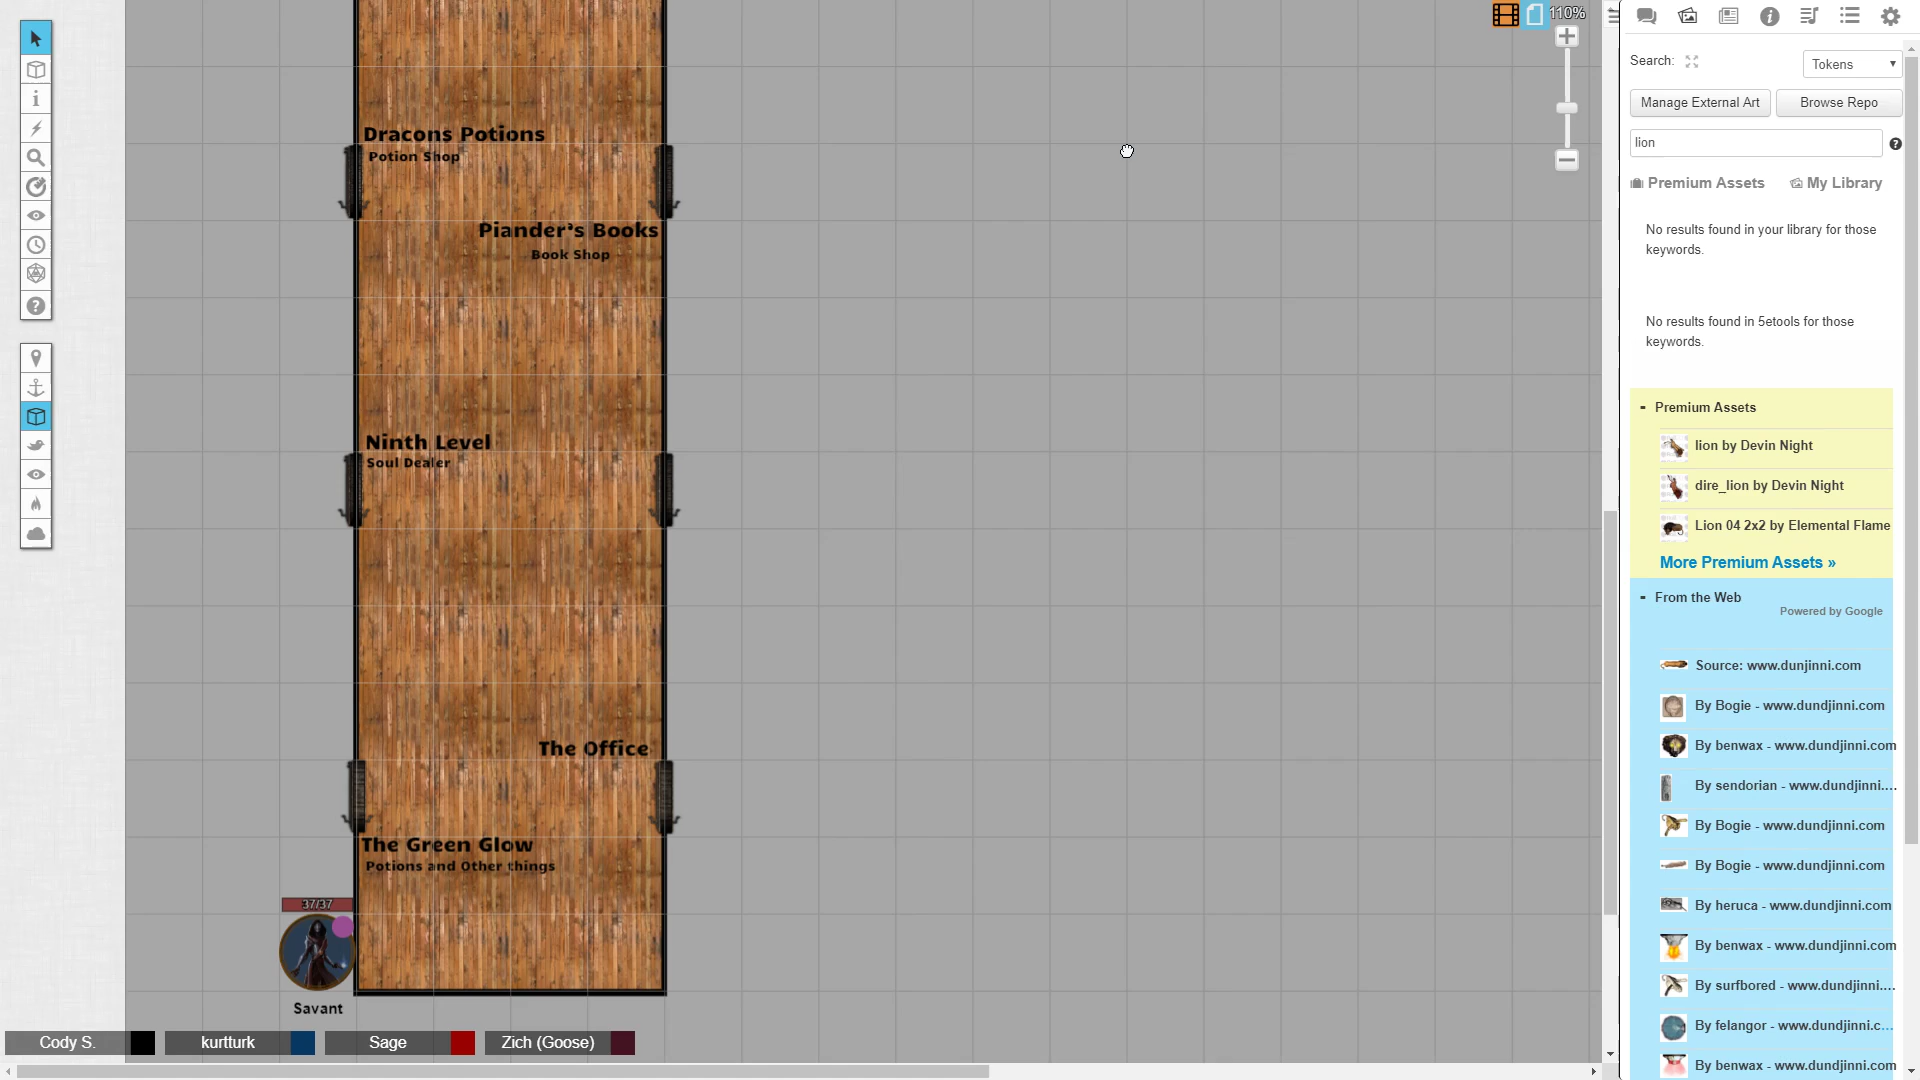 110%
Search:
Tokens
Manage External Art
Browse Repo
lion
Premium Assets
My Library
No results found in your library for those
keywords.
No results found in 5etools for those
keywords.
- Premium Assets
lion by Devin Night
dire_lion by Devin Night
Lion 04 2x2 by Elemental Flame
More Premium Assets »
- From the Web
Powered by Google
Source: www.dunjinni.com
By Bogie - www.dundjinni.com
By benwax - www.dundjinni.com
By sendorian - www.dundjinni....
By Bogie - www.dundjinni.com
By Bogie - www.dundjinni.com
By heruca - www.dundjinni.com
By benwax - www.dundjinni.com
By surfbored - www.dundjinni....
By felangor - www.dundjinni.c...
By benwax - www.dundjinni.com
Dracons Potions
Potion Shop
Piander's Books
Book Shop
Ninth Level
Soul Dealer
The Office
The Green Glow
Potions and Other things
37/37
Savant
Cody S.
kurtturk
Sage
Zich (Goose)